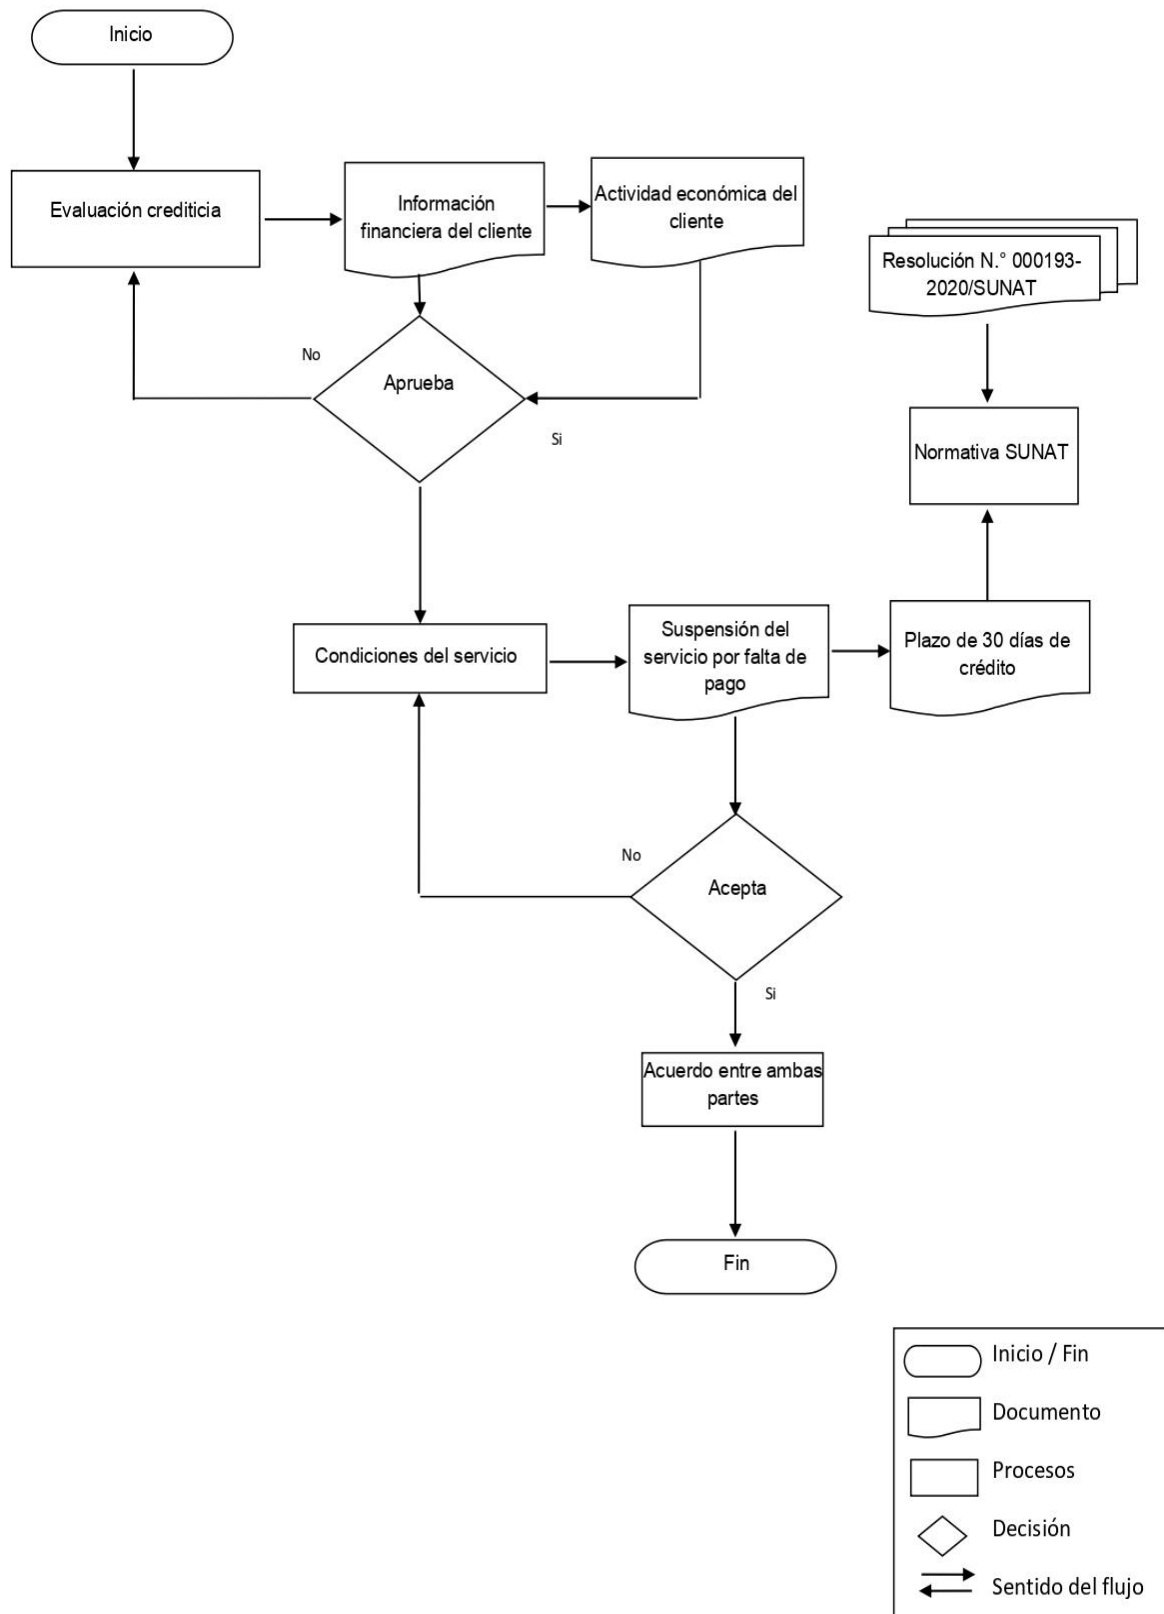 Inicio
Evaluación crediticia
Información
financiera del cliente
Actividad económica del
cliente
Resolución N.° 000193-
2020/SUNAT
No
Aprueba
Si
Normativa SUNAT
Condiciones del servicio
Suspensión del
servicio por falta de
pago
Plazo de 30 días de
crédito
No
Acepta
Si
Acuerdo entre ambas
partes
Fin
Inicio / Fin
Documento
Procesos
Decisión
Sentido del flujo